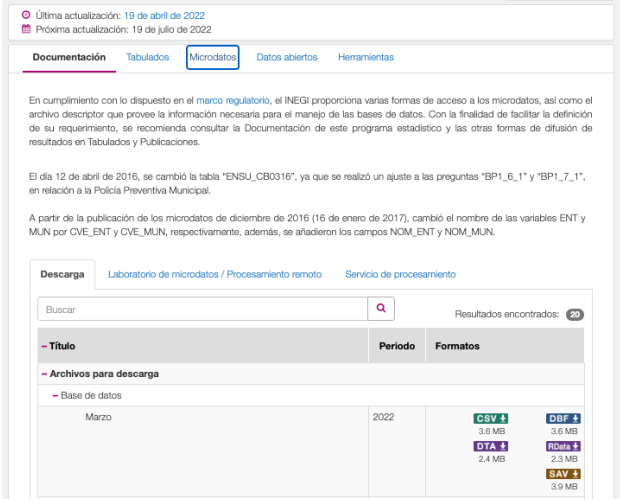 Última actualización: 19 de abril de 2022
Próxima actualización: 19 de julio de 2022
Documentación Tabulados Microdatos Datos abiertos Herramientas
En cumplimiento con lo dispuesto en el marco regulatorio, el INEGI proporciona varias formas de acceso a los microdatos, así como el
archivo descriptor que provee la información necesaria para el manejo de las bases de datos. Con la finalidad de facilitar la definición
de su requerimiento, se recomienda consultar la Documentación de este programa estadístico y las otras formas de difusión de
resultados en Tabulados y Publicaciones.
El día 12 de abril de 2016, se cambió la tabla "ENSU_CB0316", ya que se realizó un ajuste a las preguntas "BP1_6_1" y "BP1_7_1",
en relación a la Policía Preventiva Municipal.
A partir de la publicación de los microdatos de diciembre de 2016 (16 de enero de 2017), cambió el nombre de las variables ENT y
MUN por CVE_ENT y CVE_MUN, respectivamente, además, se añadieron los campos NOM_ENT y NOM_MUN.
Descarga Laboratorio de microdatos / Procesamiento remoto Servicio de procesamiento
Buscar
Resultados encontrados: 20
– Título Periodo Formatos
– Archivos para descarga
– Base de datos
Marzo 2022 CSV DBF
3.6 MB 3.6 MB
DTA RData
2.4 MB 2.3 MB
SAV
3.9 MB